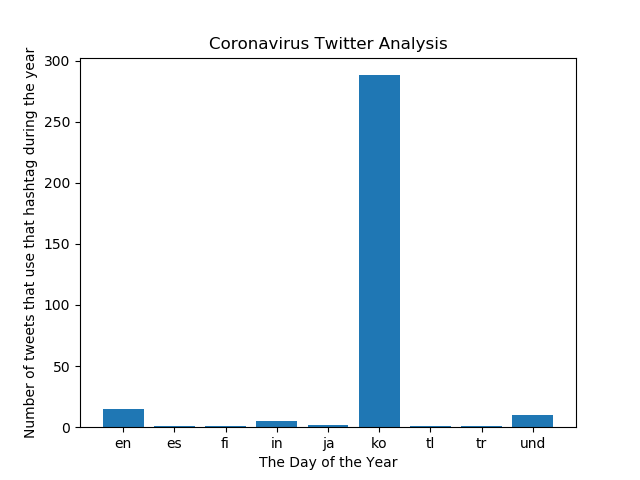 Coronavirus Twitter Analysis
Number of tweets that use that hashtag during the year
300
250
200
150
100
50
0
en es fi in ja ko tl tr und
The Day of the Year